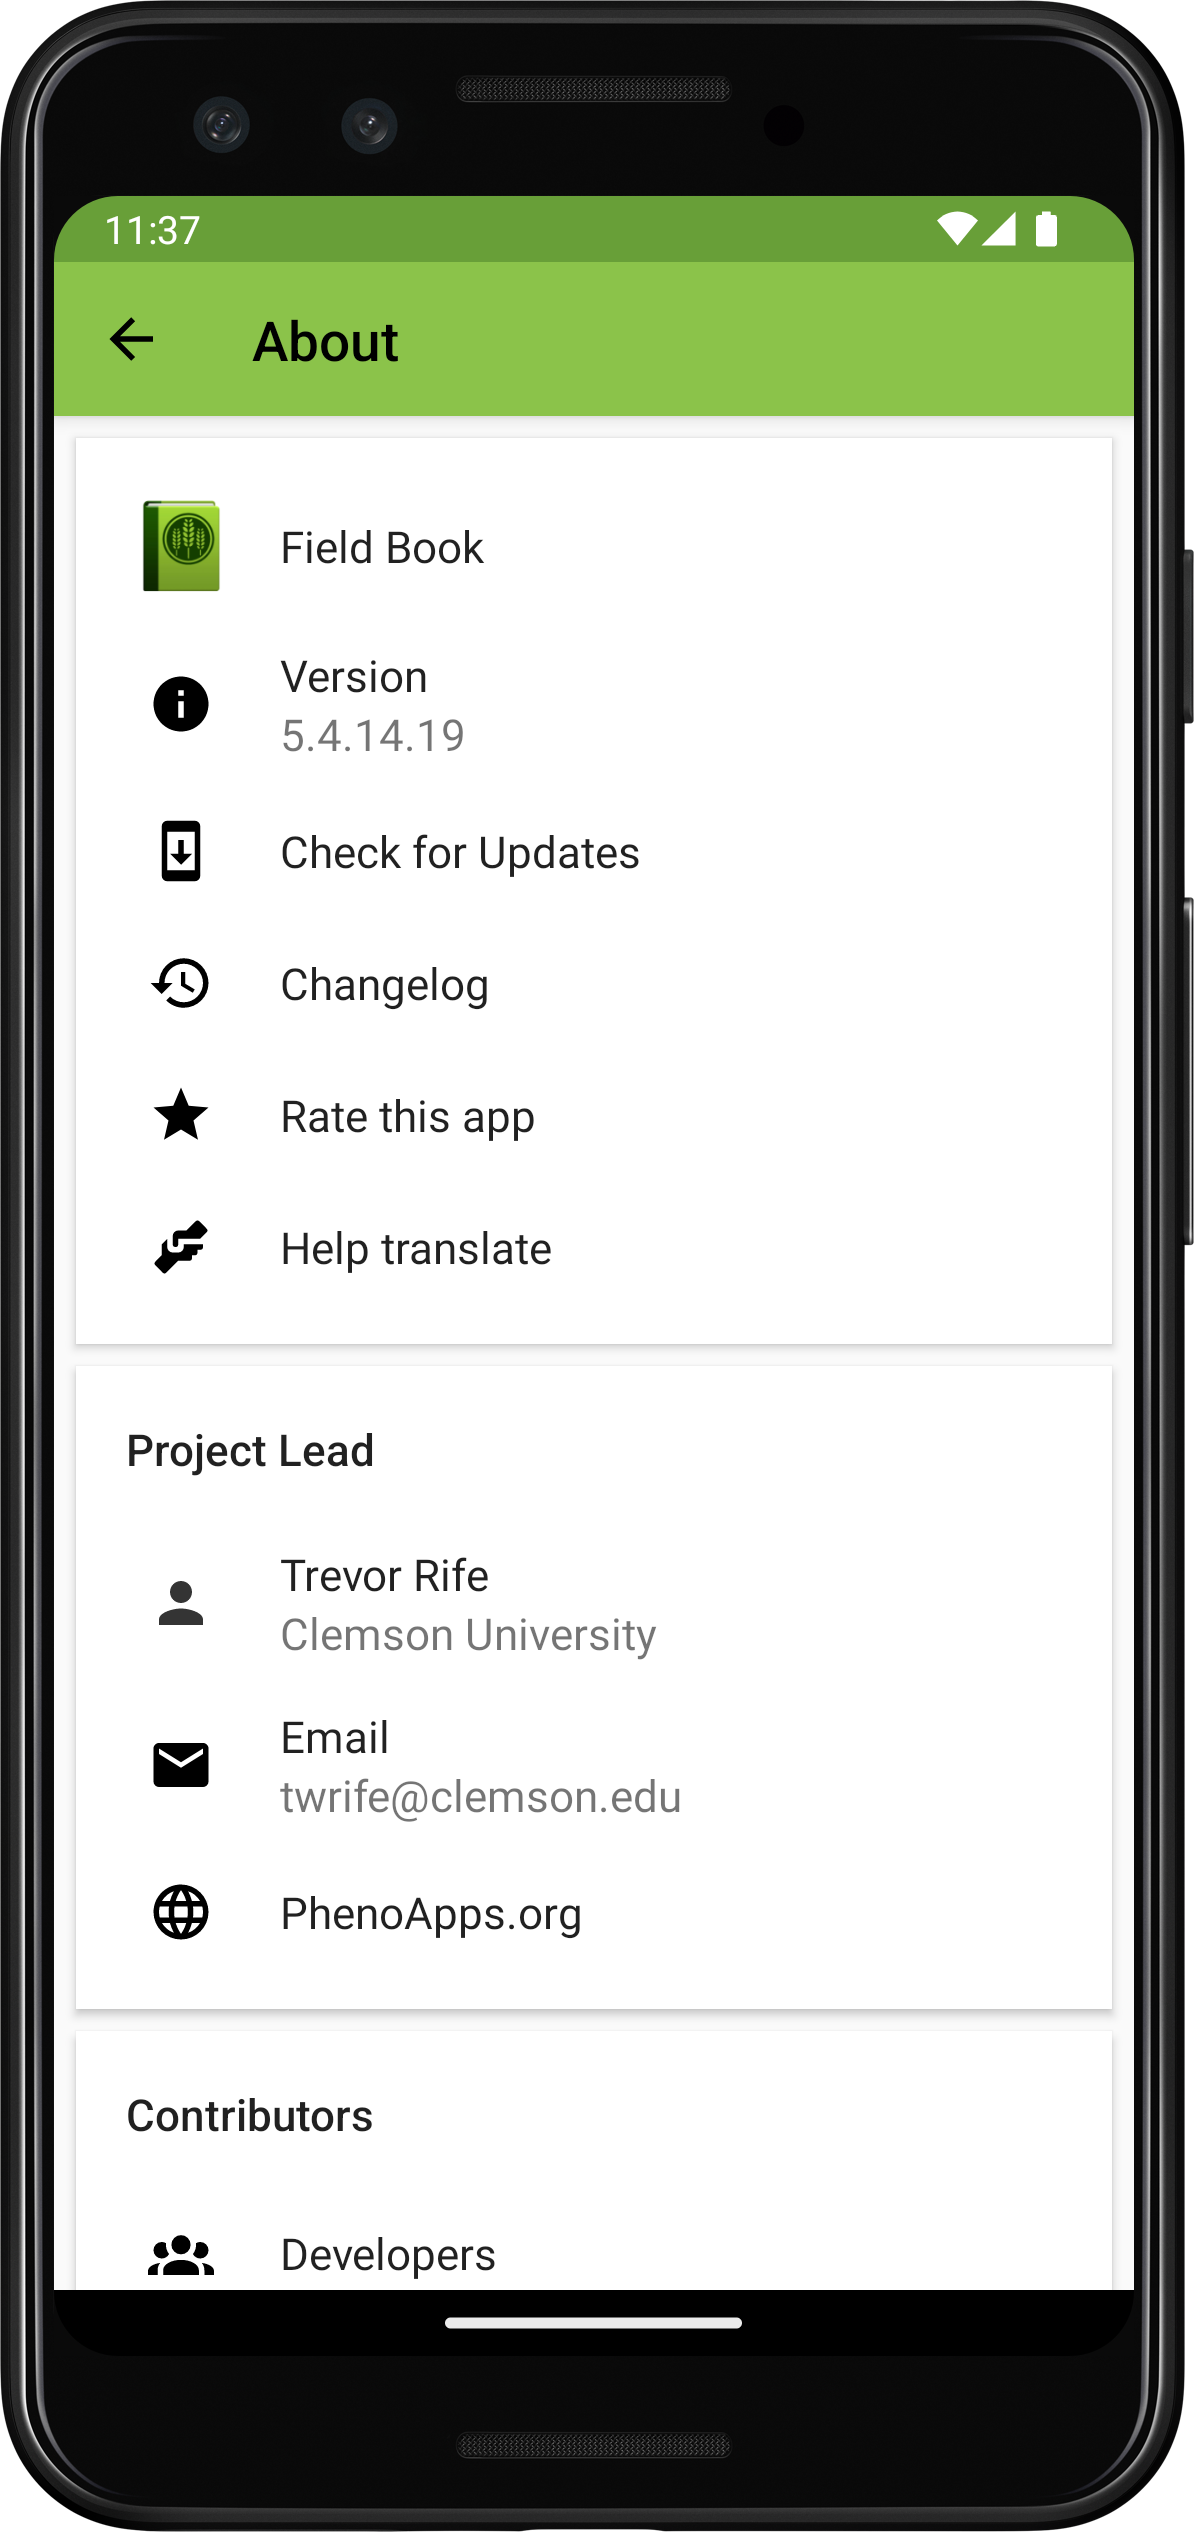 11:37
About
Field Book
Version
5.4.14.19
Check for Updates
Changelog
Rate this app
Help translate
Project Lead
Trevor Rife
Clemson University
Email
twrife@clemson.edu
PhenoApps.org
Contributors
Developers